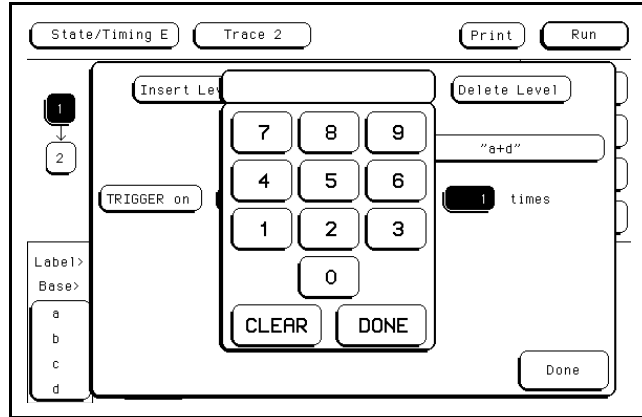 State/Timing E Trace 2 Print Run
Insert Lev Delete Level
1
7 8 9
"a+d"
2
4 5 6
TRIGGER on 1 times
1 2 3
Label>
0
Base>
a
CLEAR DONE
b
c
Done
d